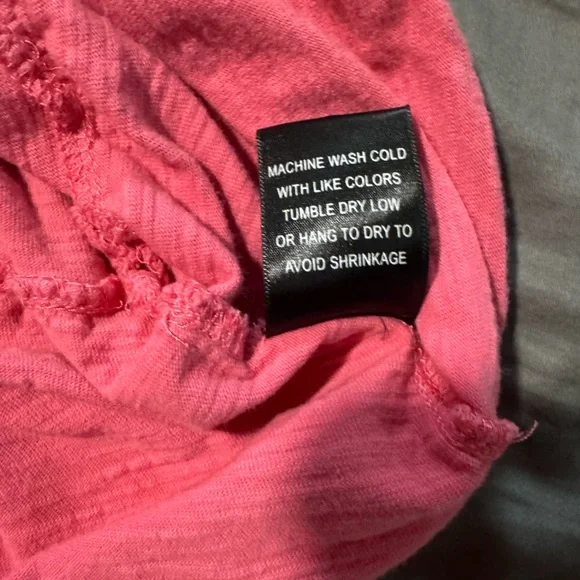 MACHINE WASH COLD
WITH LIKE COLORS
TUMBLE DRY LOW
OR HANG TO DRY TO
AVOID SHRINKAGE